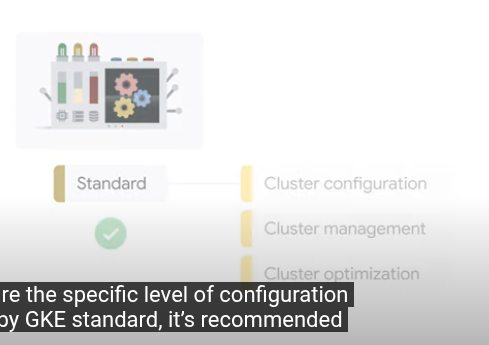 Standard
Cluster configuration
Cluster management
Cluster optimization
re the specific level of configuration
by GKE standard, it's recommended